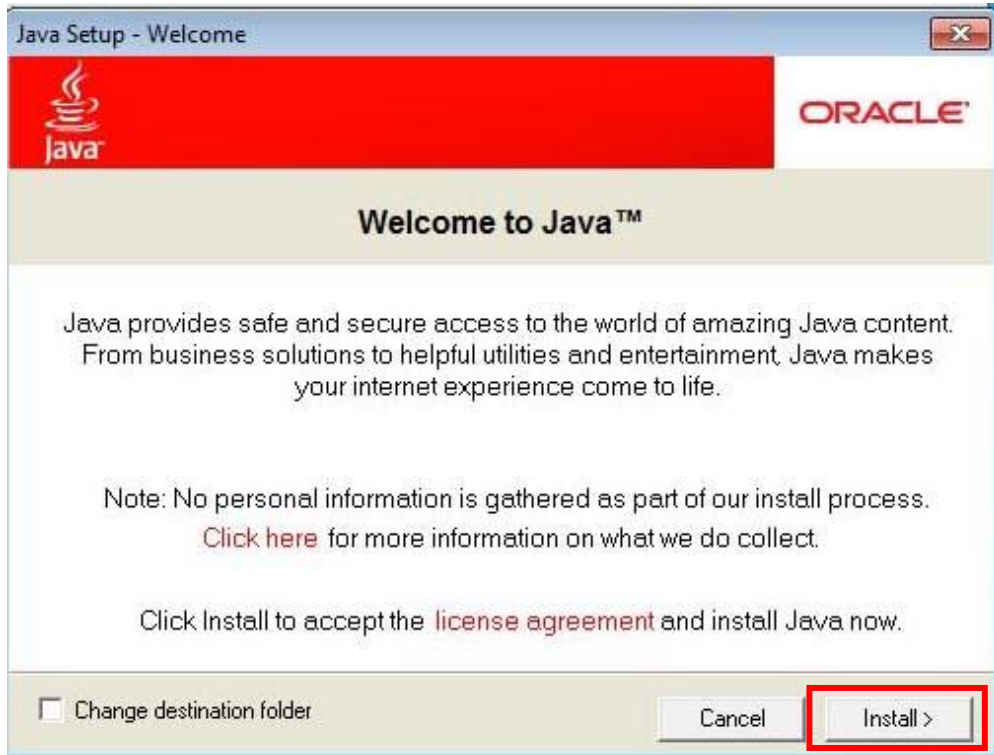 Java Setup - Welcome
Java
ORACLE
Welcome to Java™
Java provides safe and secure access to the world of amazing Java content.
From business solutions to helpful utilities and entertainment, Java makes
your internet experience come to life.
Note: No personal information is gathered as part of our install process.
Click here for more information on what we do collect.
Click Install to accept the license agreement and install Java now.
Change destination folder
Cancel
Install >